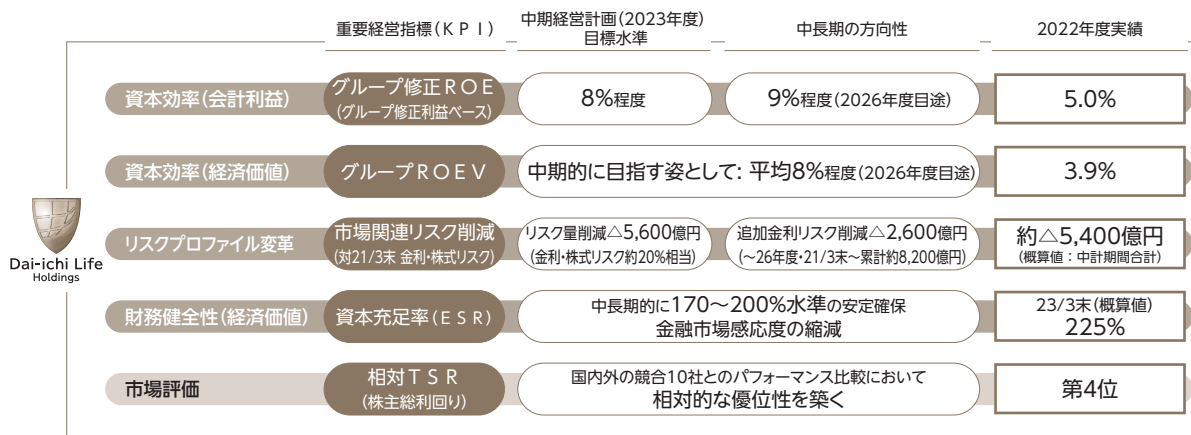 重要経営指標(KPI)
中期経営計画(2023年度)
目標水準
中長期の方向性
2022年度実績
資本効率(会計利益)
グループ修正ROE
(グループ修正利益ベース)
8%程度
9%程度(2026年度目途)
5.0%
資本効率(経済価値)
グループROEV
中期的に目指す姿として: 平均8%程度(2026年度目途)
3.9%
Dai-ichi Life
Holdings
リスクプロファイル変革
市場関連リスク削減
(対21/3末 金利・株式リスク)
リスク量削減△5,600億円
(金利・株式リスク約20%相当)
追加金利リスク削減△2,600億円
(～26年度・21/3末～累計約8,200億円)
約△5,400億円
(概算値：中計期間合計)
財務健全性(経済価値)
資本充足率(ESR)
中長期的に170～200%水準の安定確保
金融市場感応度の縮減
23/3末(概算値)
225%
市場評価
相対TSR
(株主総利回り)
国内外の競合10社とのパフォーマンス比較において
相対的な優位性を築く
第4位